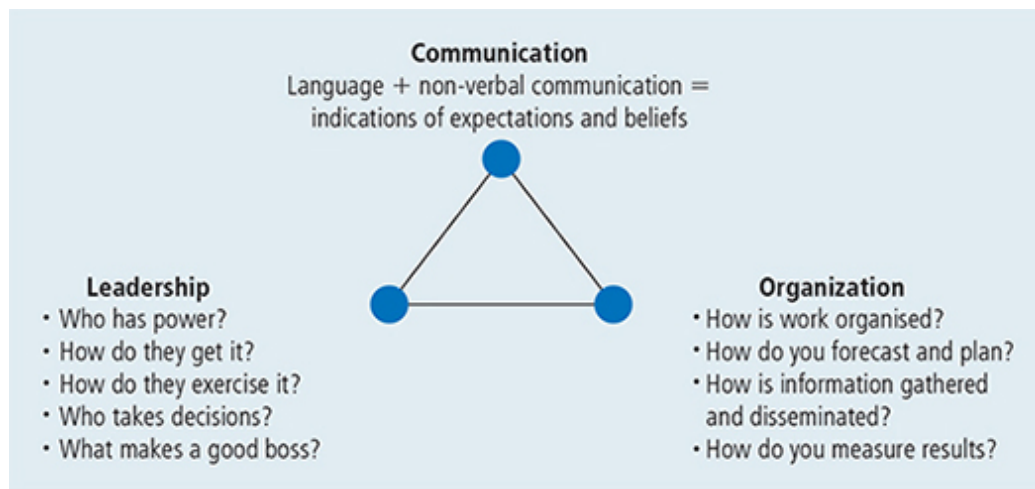 Communication
Language + non-verbal communication =
indications of expectations and beliefs
Leadership
• Who has power?
• How do they get it?
• How do they exercise it?
• Who takes decisions?
• What makes a good boss?
Organization
• How is work organised?
• How do you forecast and plan?
• How is information gathered
and disseminated?
• How do you measure results?